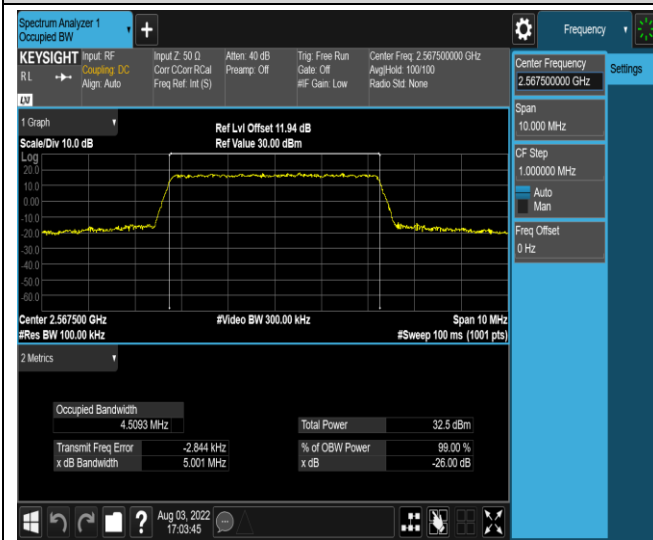 Spectrum Analyzer 1
Occupied BW
Frequency
KEYSIGHT
Input: RF
Coupling: DC
Align: Auto
Input Z: 50 Ω
Corr CCorr RCal
Freq Ref: Int (S)
Atten: 40 dB
Preamp: Off
Trig: Free Run
Gate: Off
#IF Gain: Low
Center Freq: 2.567500000 GHz
Avg|Hold: 100/100
Radio Std: None
R L
LXI
Center Frequency
2.567500000 GHz
Settings
Span
10.000 MHz
CF Step
1.000000 MHz
Auto
Man
Freq Offset
0 Hz
1 Graph
Scale/Div 10.0 dB
Ref Lvl Offset 11.94 dB
Ref Value 30.00 dBm
Log
20.0
10.0
0.00
-10.0
-20.0
-30.0
-40.0
-50.0
-60.0
Center 2.567500 GHz
#Video BW 300.00 kHz
Span 10 MHz
#Res BW 100.00 kHz
#Sweep 100 ms (1001 pts)
2 Metrics
Occupied Bandwidth
4.5093 MHz
Total Power 32.5 dBm
Transmit Freq Error -2.844 kHz
% of OBW Power 99.00 %
x dB Bandwidth 5.001 MHz
x dB -26.00 dB
Aug 03, 2022
17:03:45